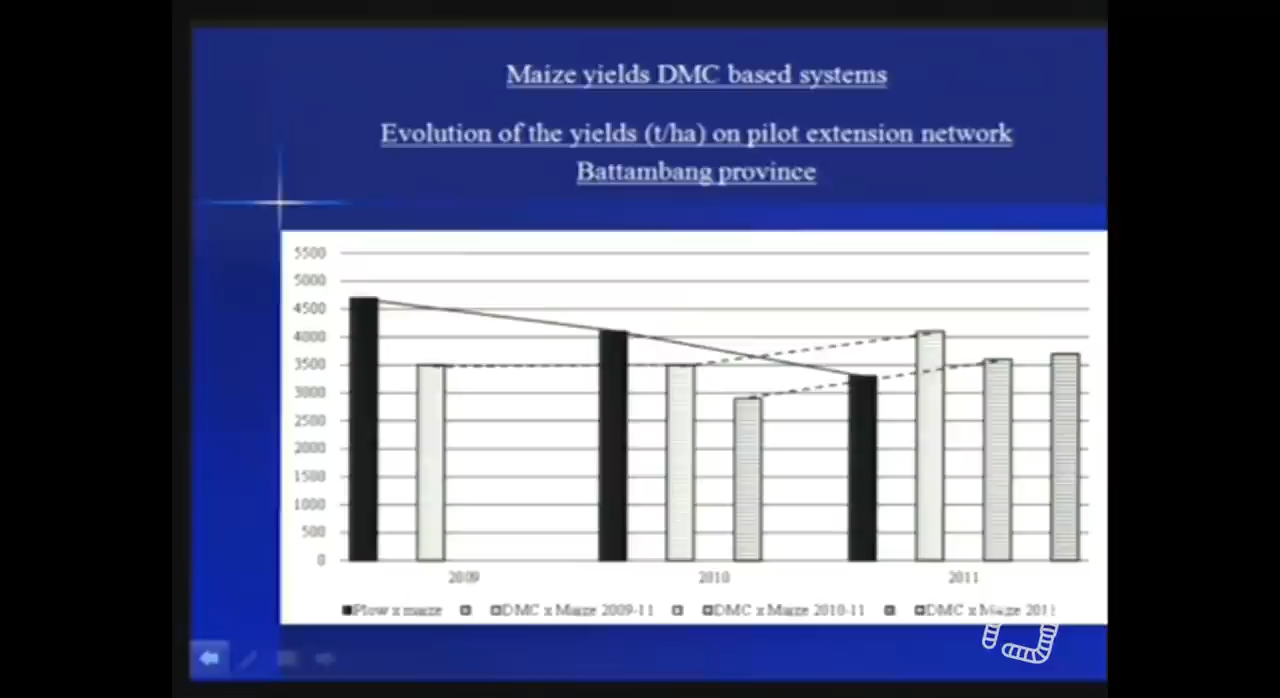 Maize yields DMC based systems
Evolution of the yields (t/ha) on pilot extension network
Battambang province
5500
5000
4500
4000
3500
3000
2500
2000
1500
1000
500
0
2009 2010 2011
Plow x maize DMC x Maize 2009-11 DMC x Maize 2010-11 DMC x Maize 2011